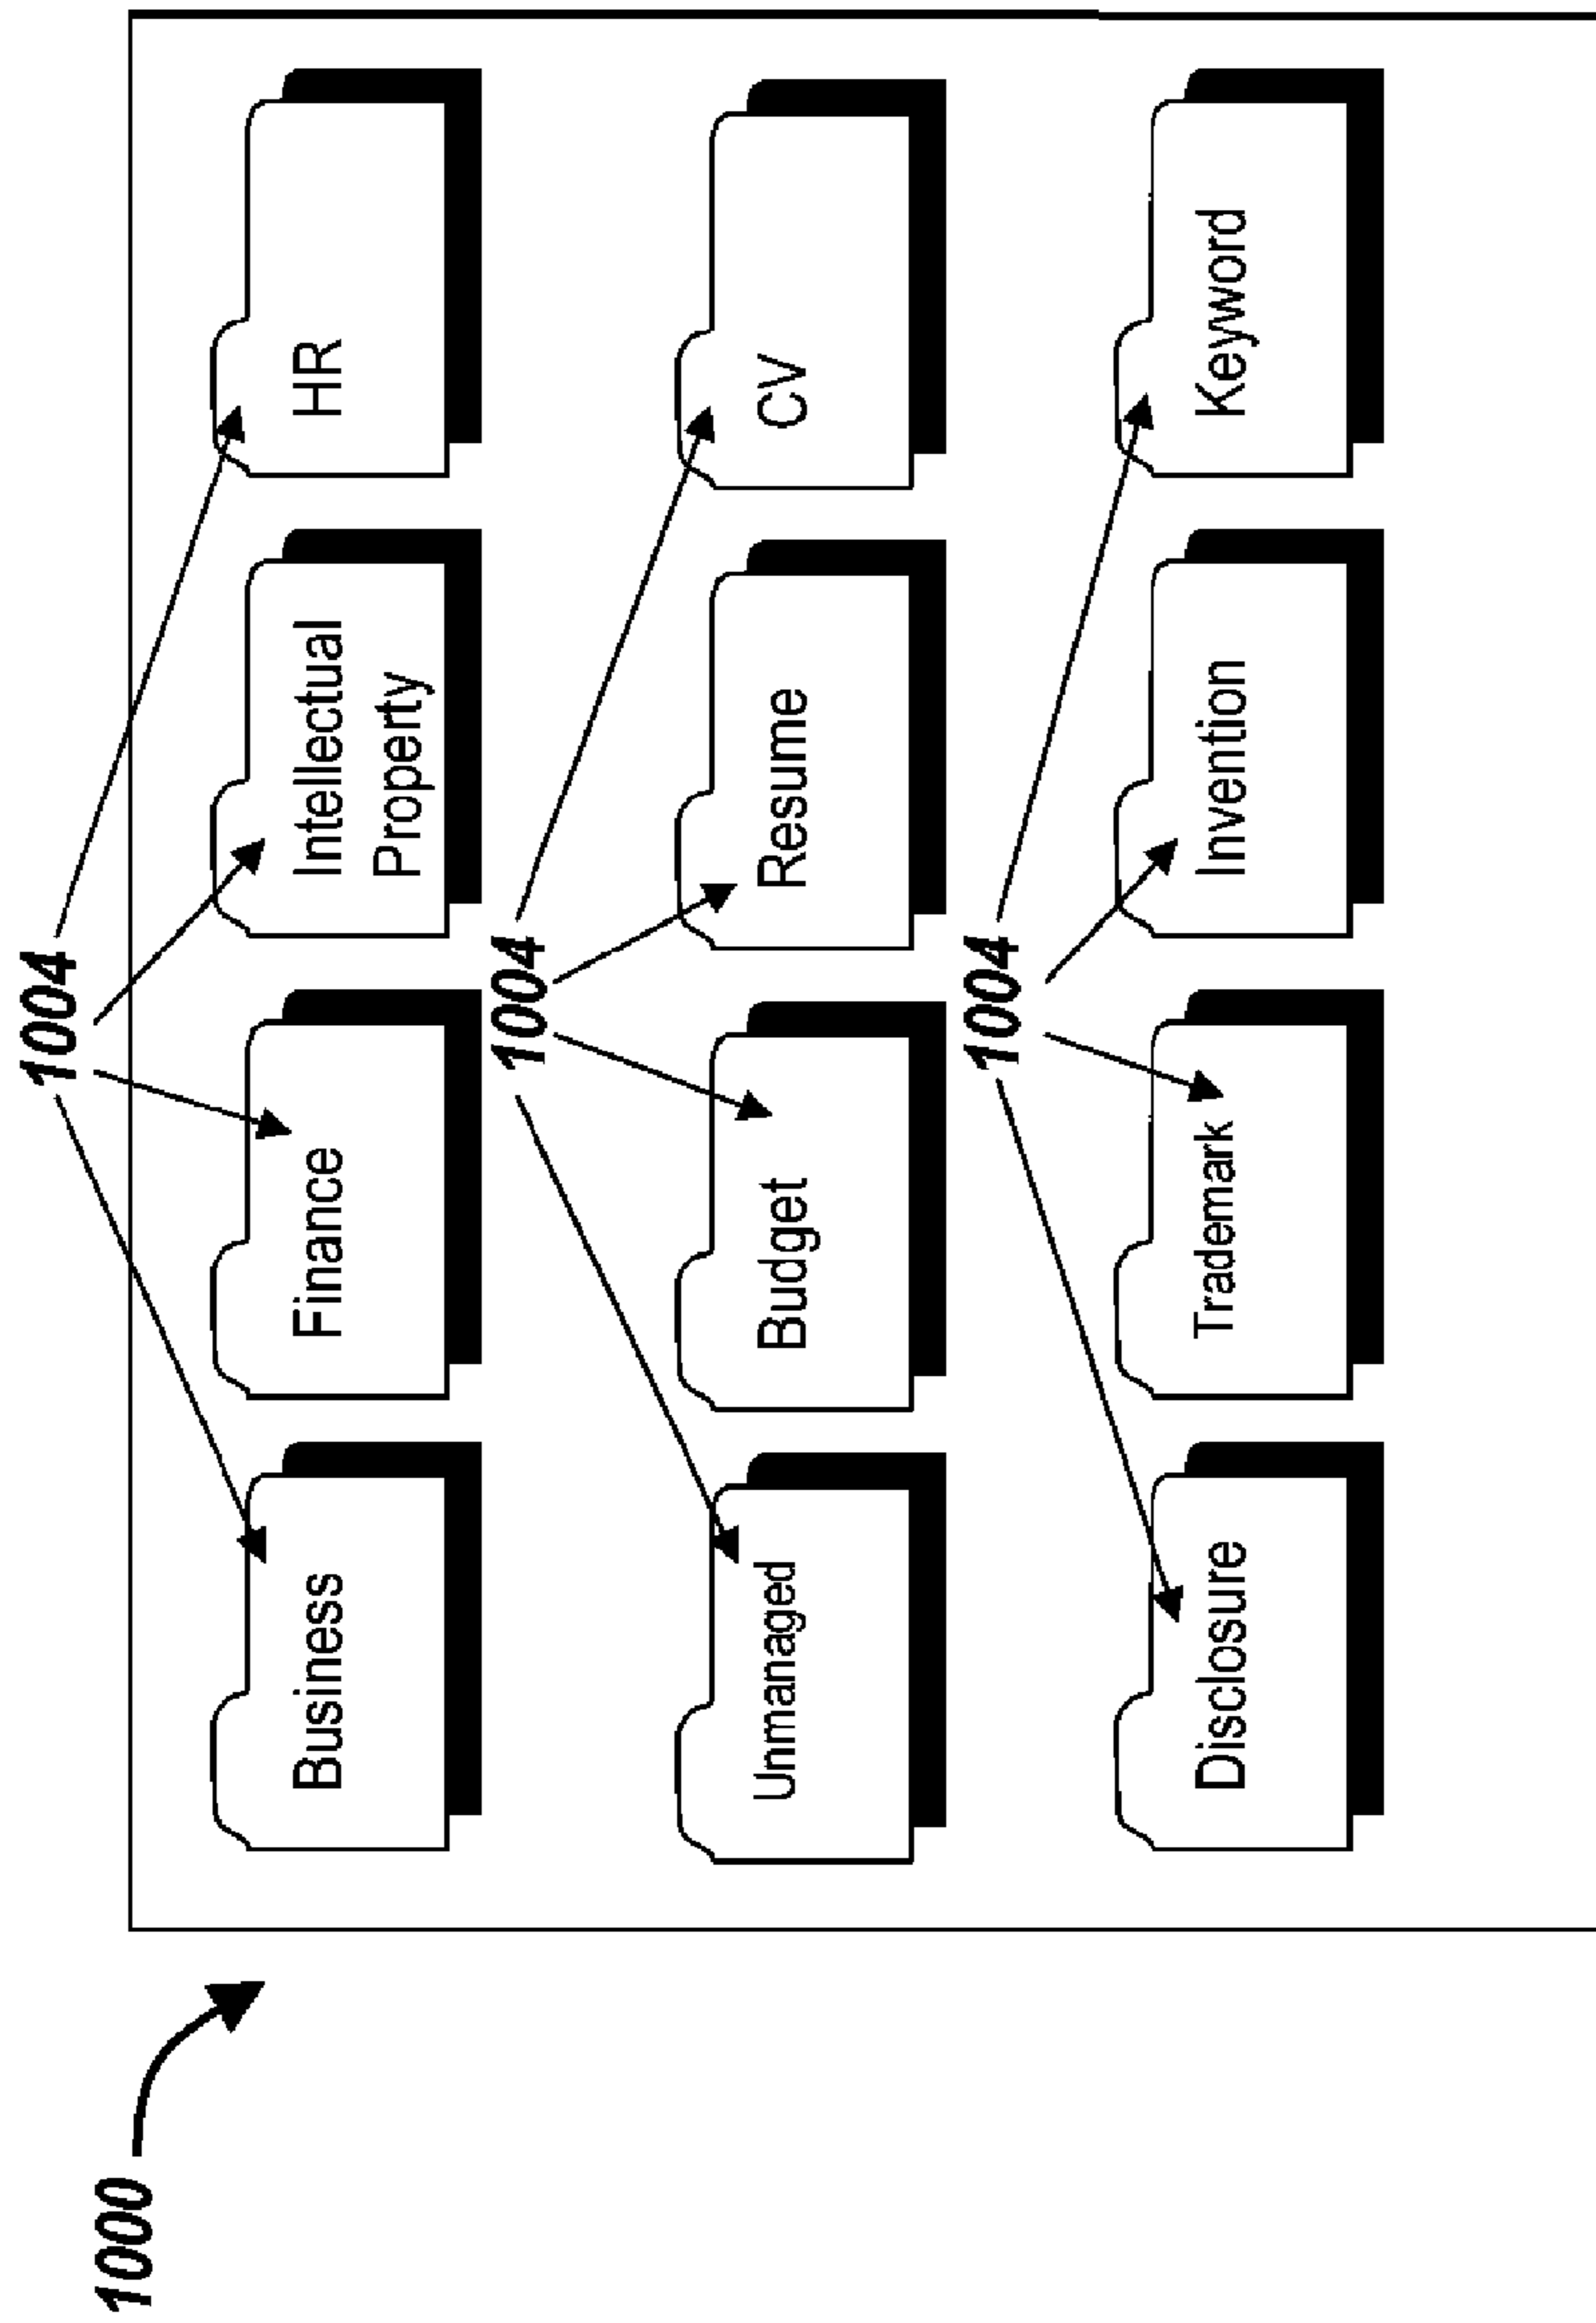 1000
1004
Business
Finance
Intellectual
Property
HR
1004
Unmanaged
Budget
Resume
CV
1004
Disclosure
Trademark
Invention
Keyword